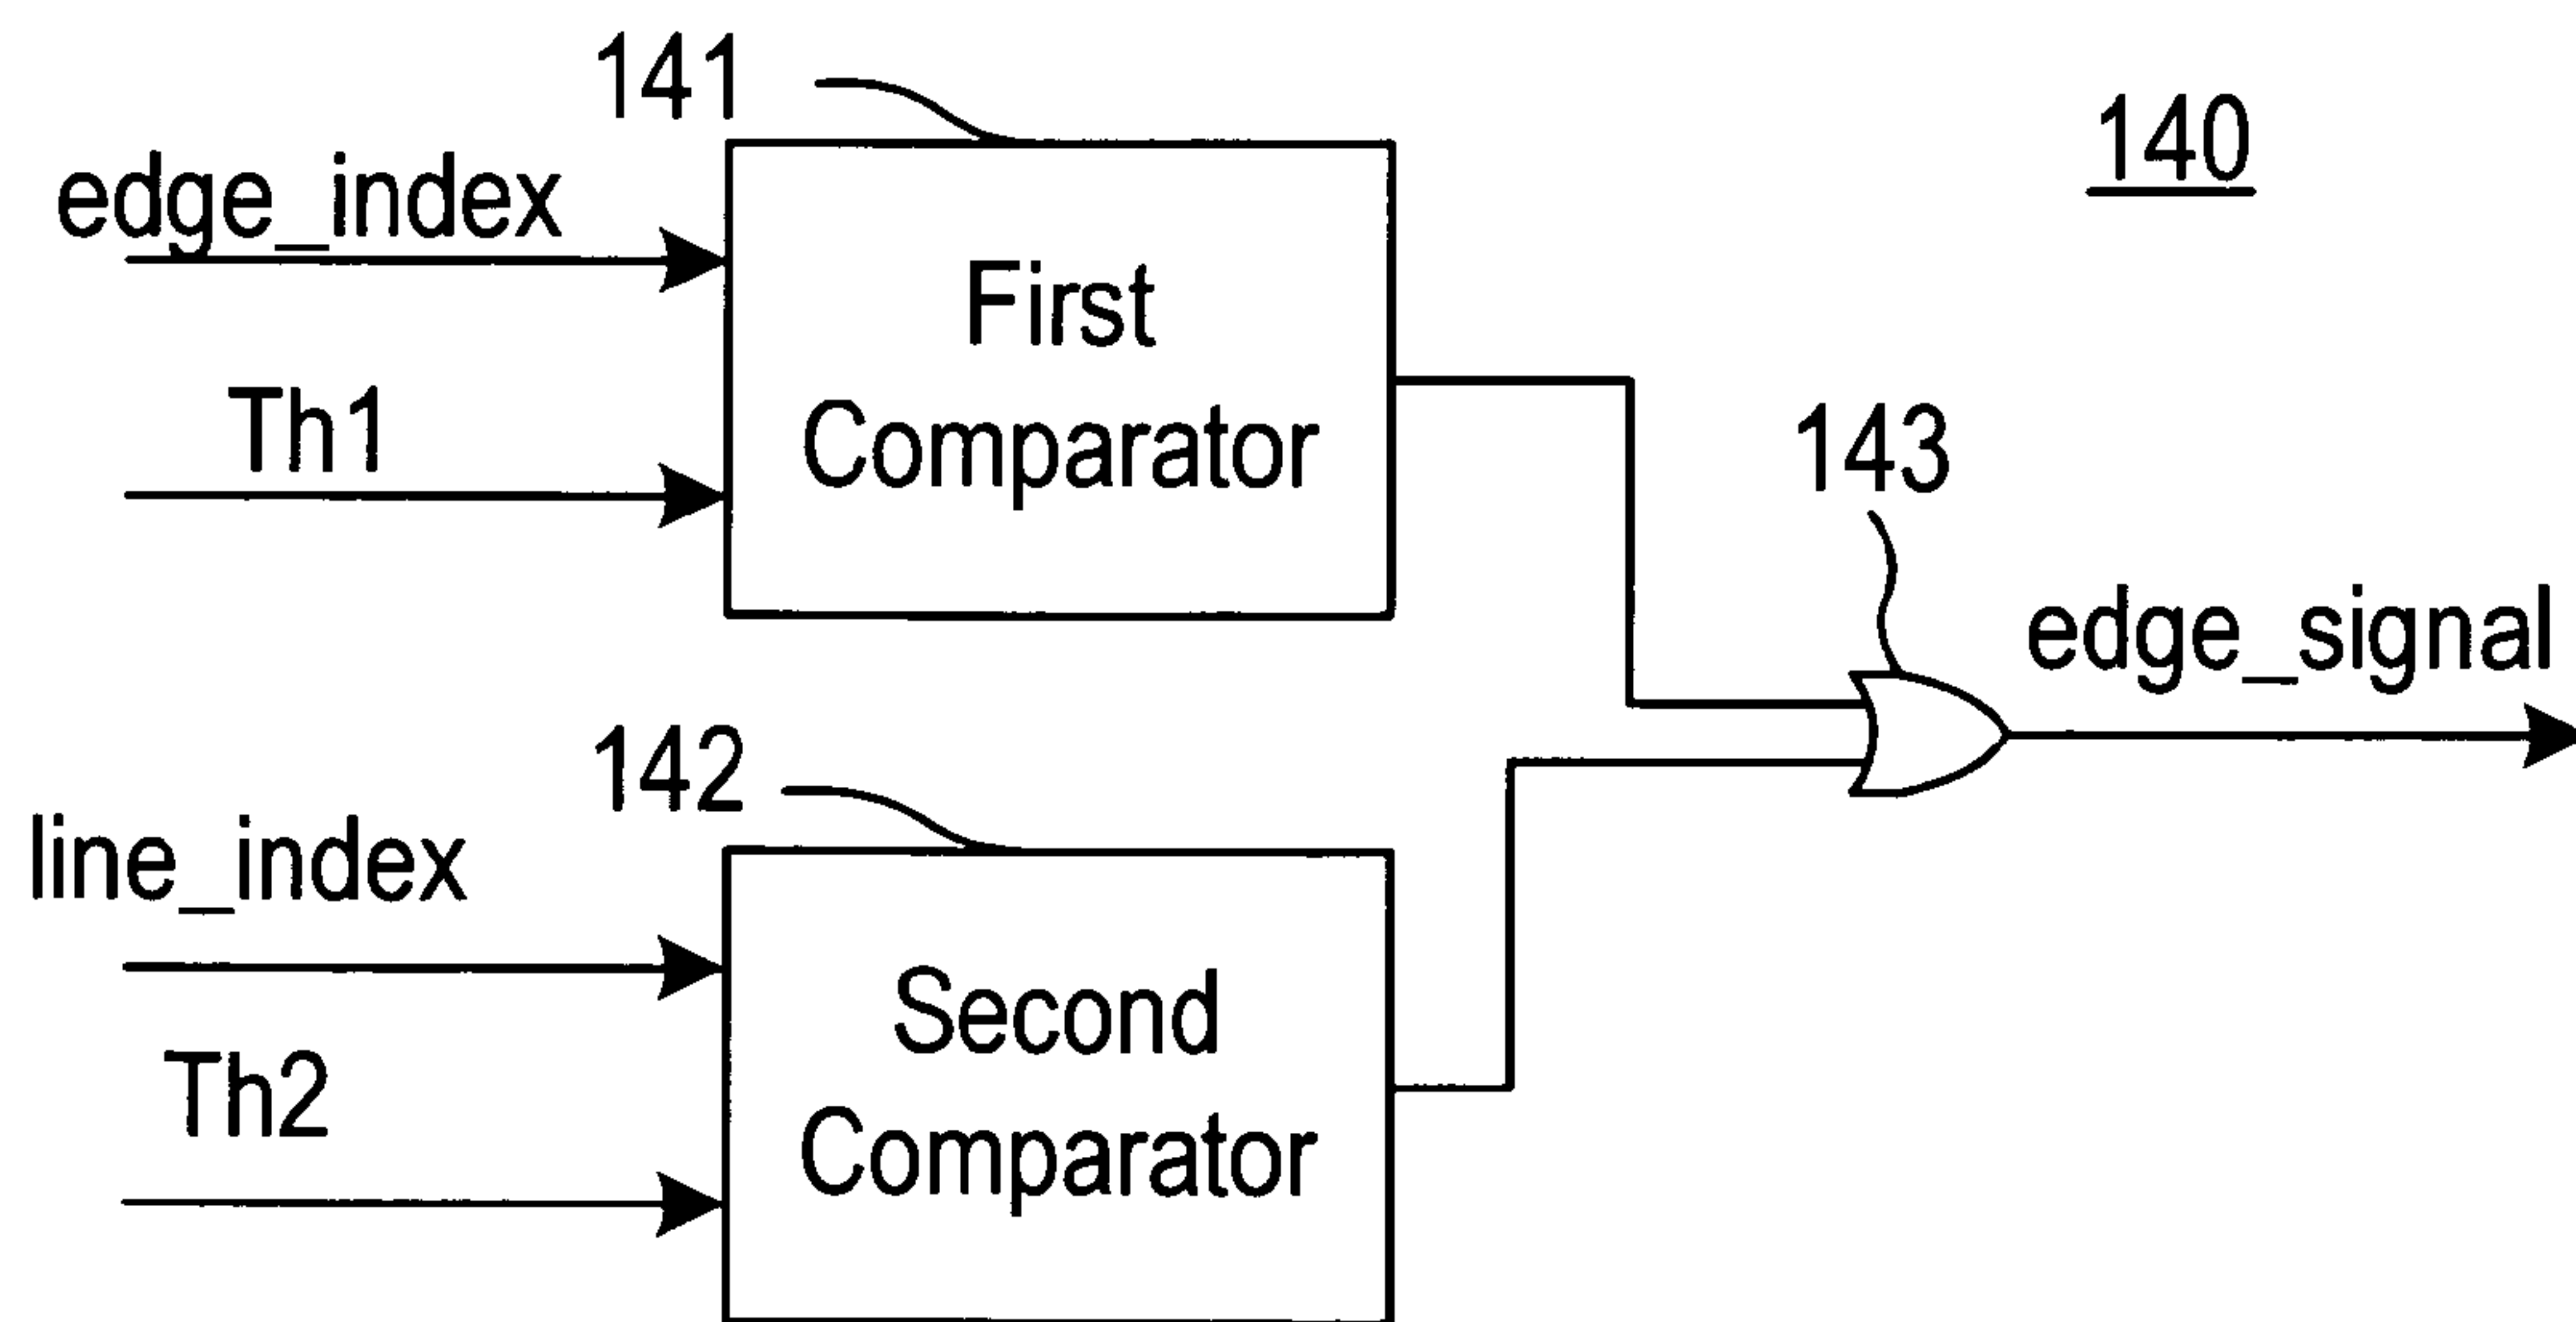 141
140
edge_index
First
Comparator
Th1
143
edge_signal
142
line_index
Second
Comparator
Th2